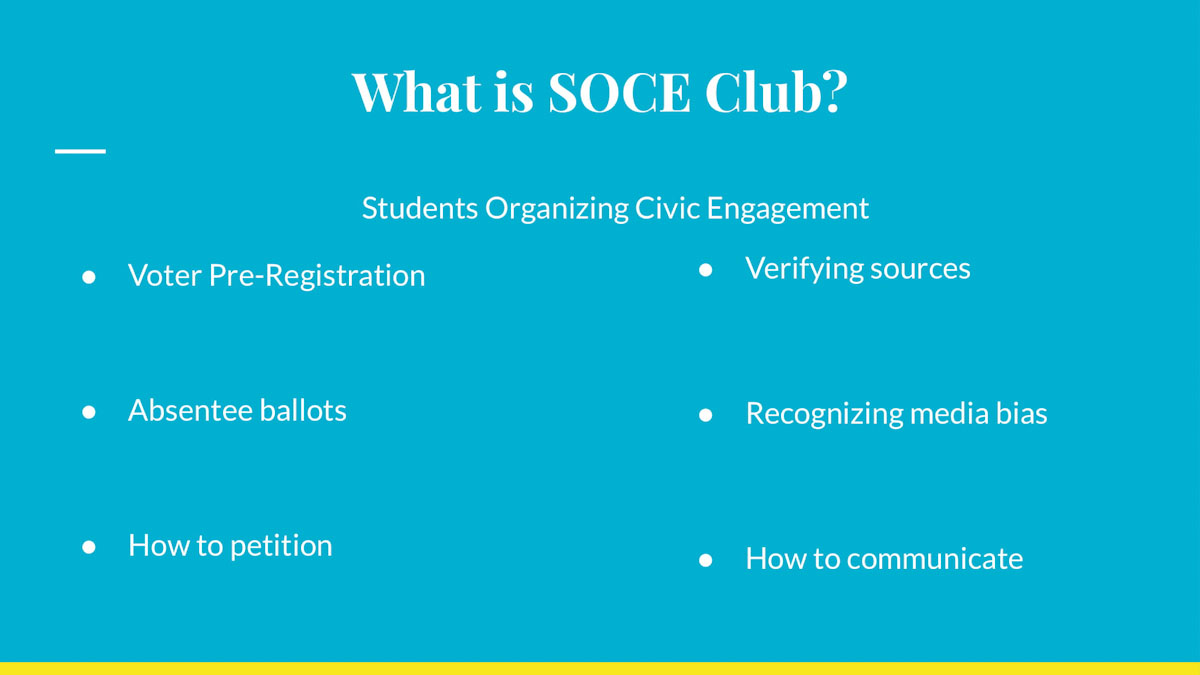 What is SOCE Club?
Students Organizing Civic Engagement
● Voter Pre-Registration
● Absentee ballots
● How to petition
● Verifying sources
● Recognizing media bias
● How to communicate